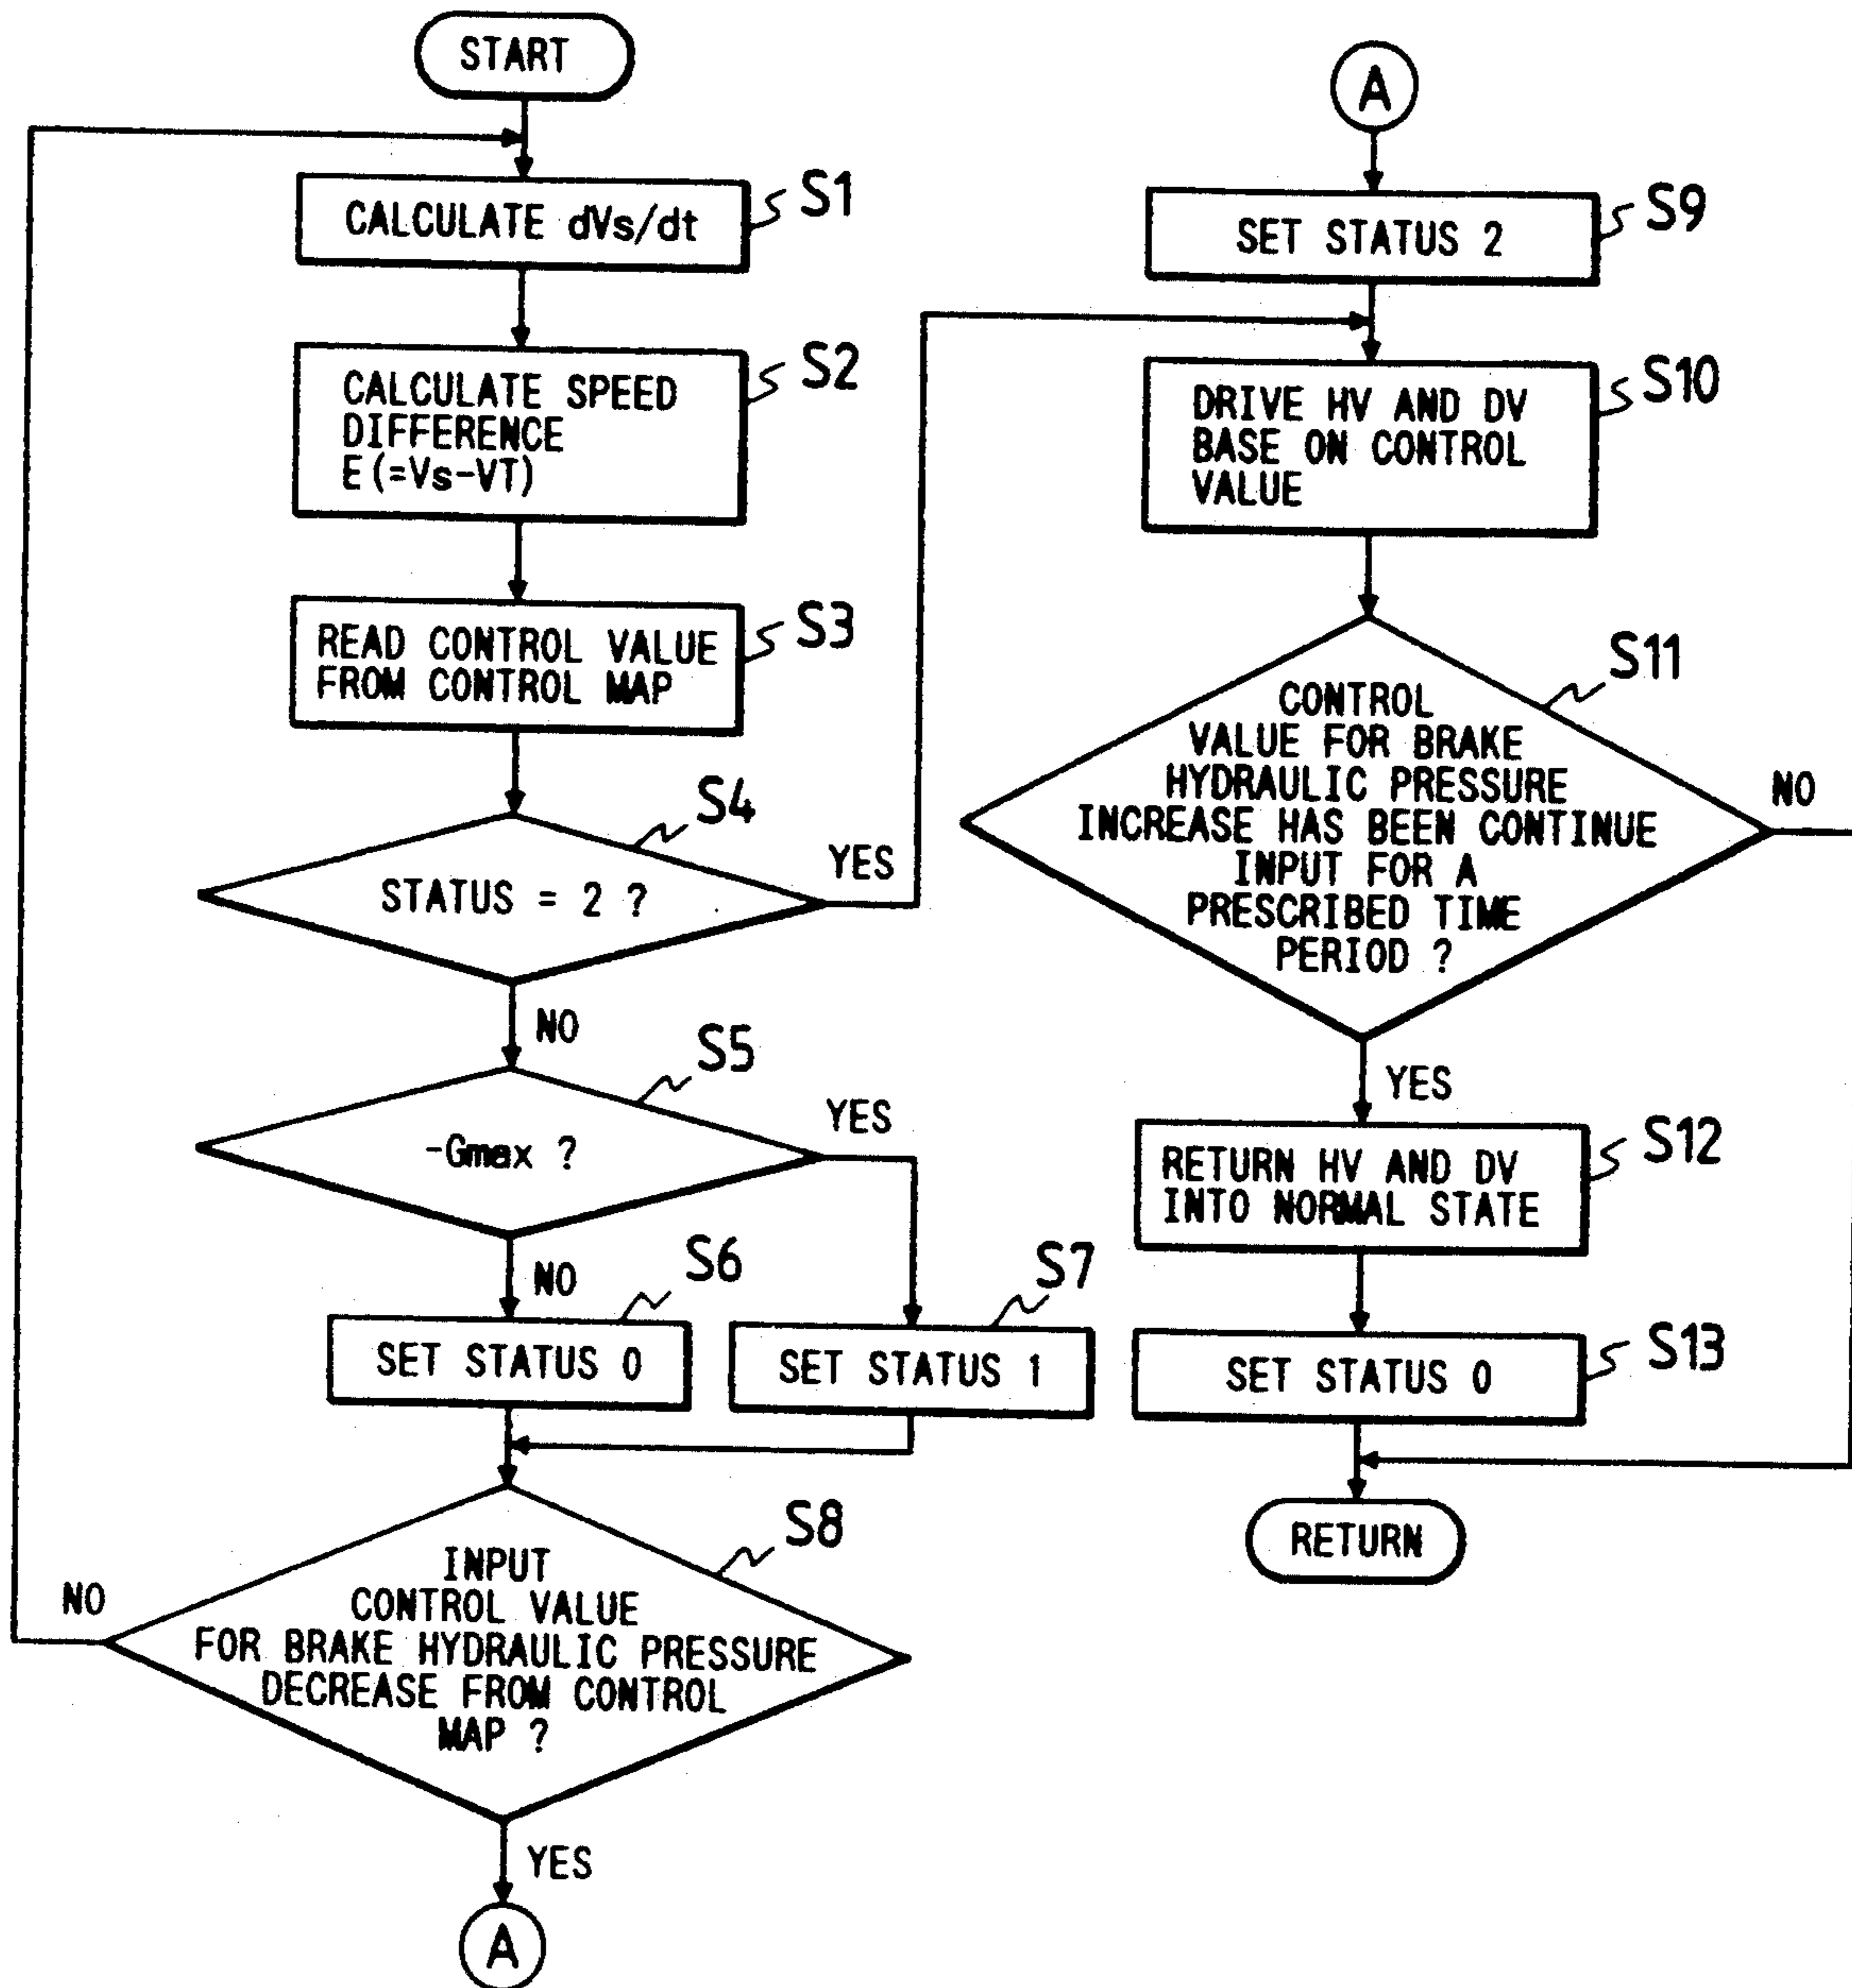 START
CALCULATE dVs/dt
S1
CALCULATE SPEED
DIFFERENCE
E(=Vs-VT)
S2
READ CONTROL VALUE
FROM CONTROL MAP
S3
S4
STATUS = 2 ?
YES
NO
S5
-Gmax ?
YES
NO
S6
SET STATUS 0
S7
SET STATUS 1
S8
INPUT
CONTROL VALUE
FOR BRAKE HYDRAULIC PRESSURE
DECREASE FROM CONTROL
MAP ?
NO
YES
A
A
SET STATUS 2
S9
DRIVE HV AND DV
BASE ON CONTROL
VALUE
S10
S11
CONTROL
VALUE FOR BRAKE
HYDRAULIC PRESSURE
INCREASE HAS BEEN CONTINUE
INPUT FOR A
PRESCRIBED TIME
PERIOD ?
NO
YES
RETURN HV AND DV
INTO NORMAL STATE
S12
SET STATUS 0
S13
RETURN